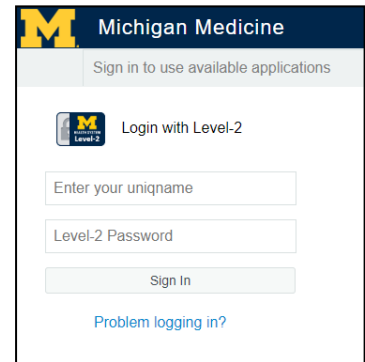 M Michigan Medicine
Sign in to use available applications
M
Level-2
Login with Level-2
Enter your uniqname
Level-2 Password
Sign In
Problem logging in?